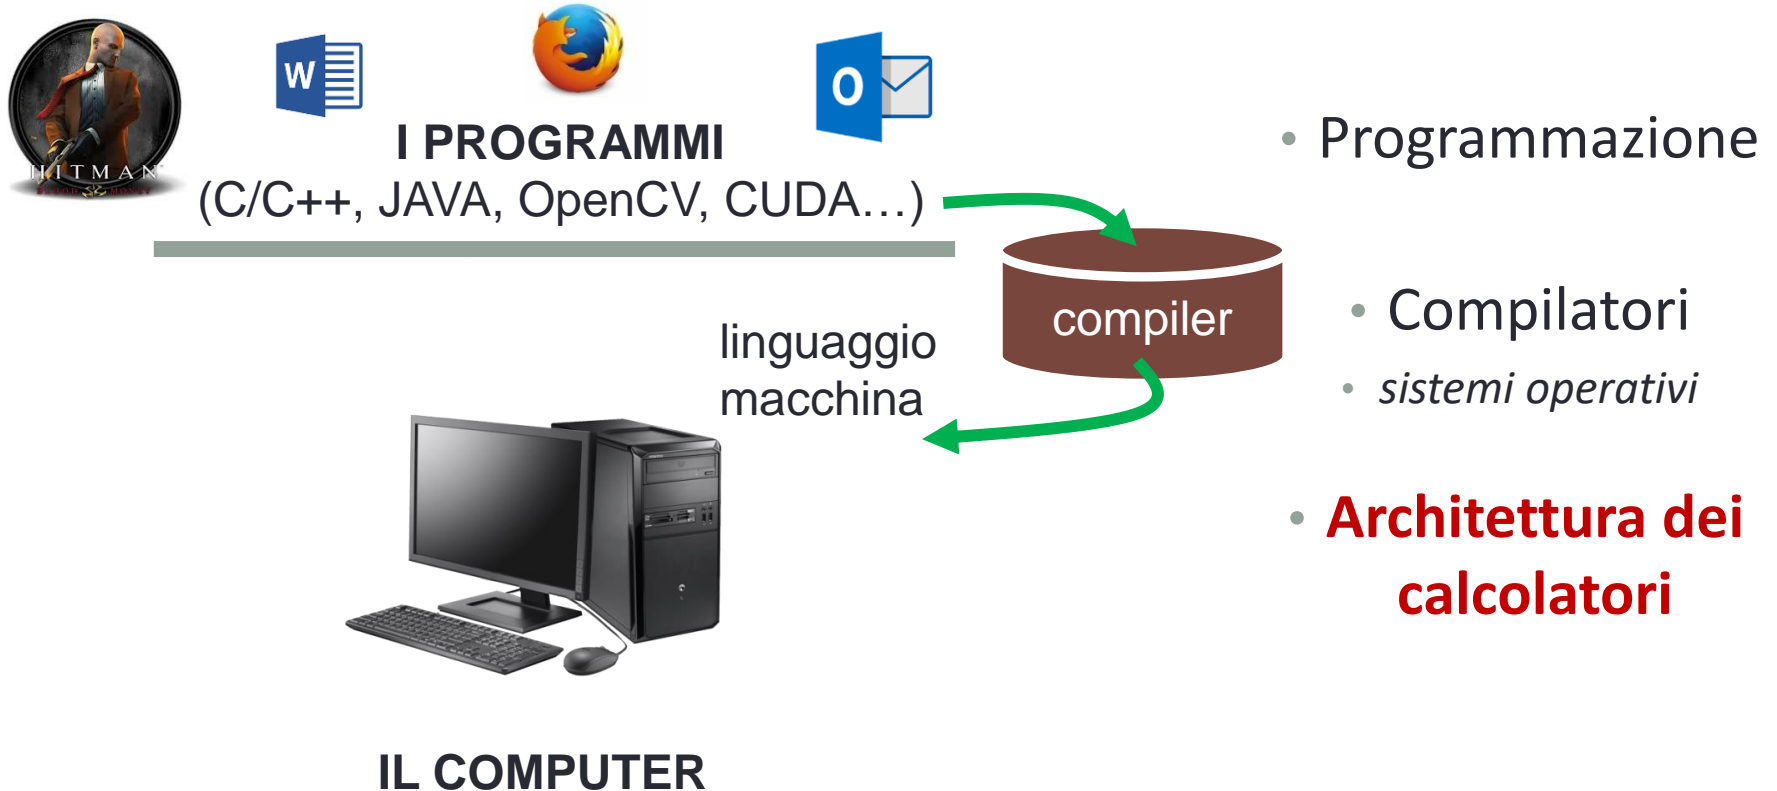 HITMAN
W
O
I PROGRAMMI
(C/C++, JAVA, OpenCV, CUDA…)
compiler
linguaggio
macchina
IL COMPUTER
• Programmazione
• Compilatori
• sistemi operativi
• Architettura dei
calcolatori